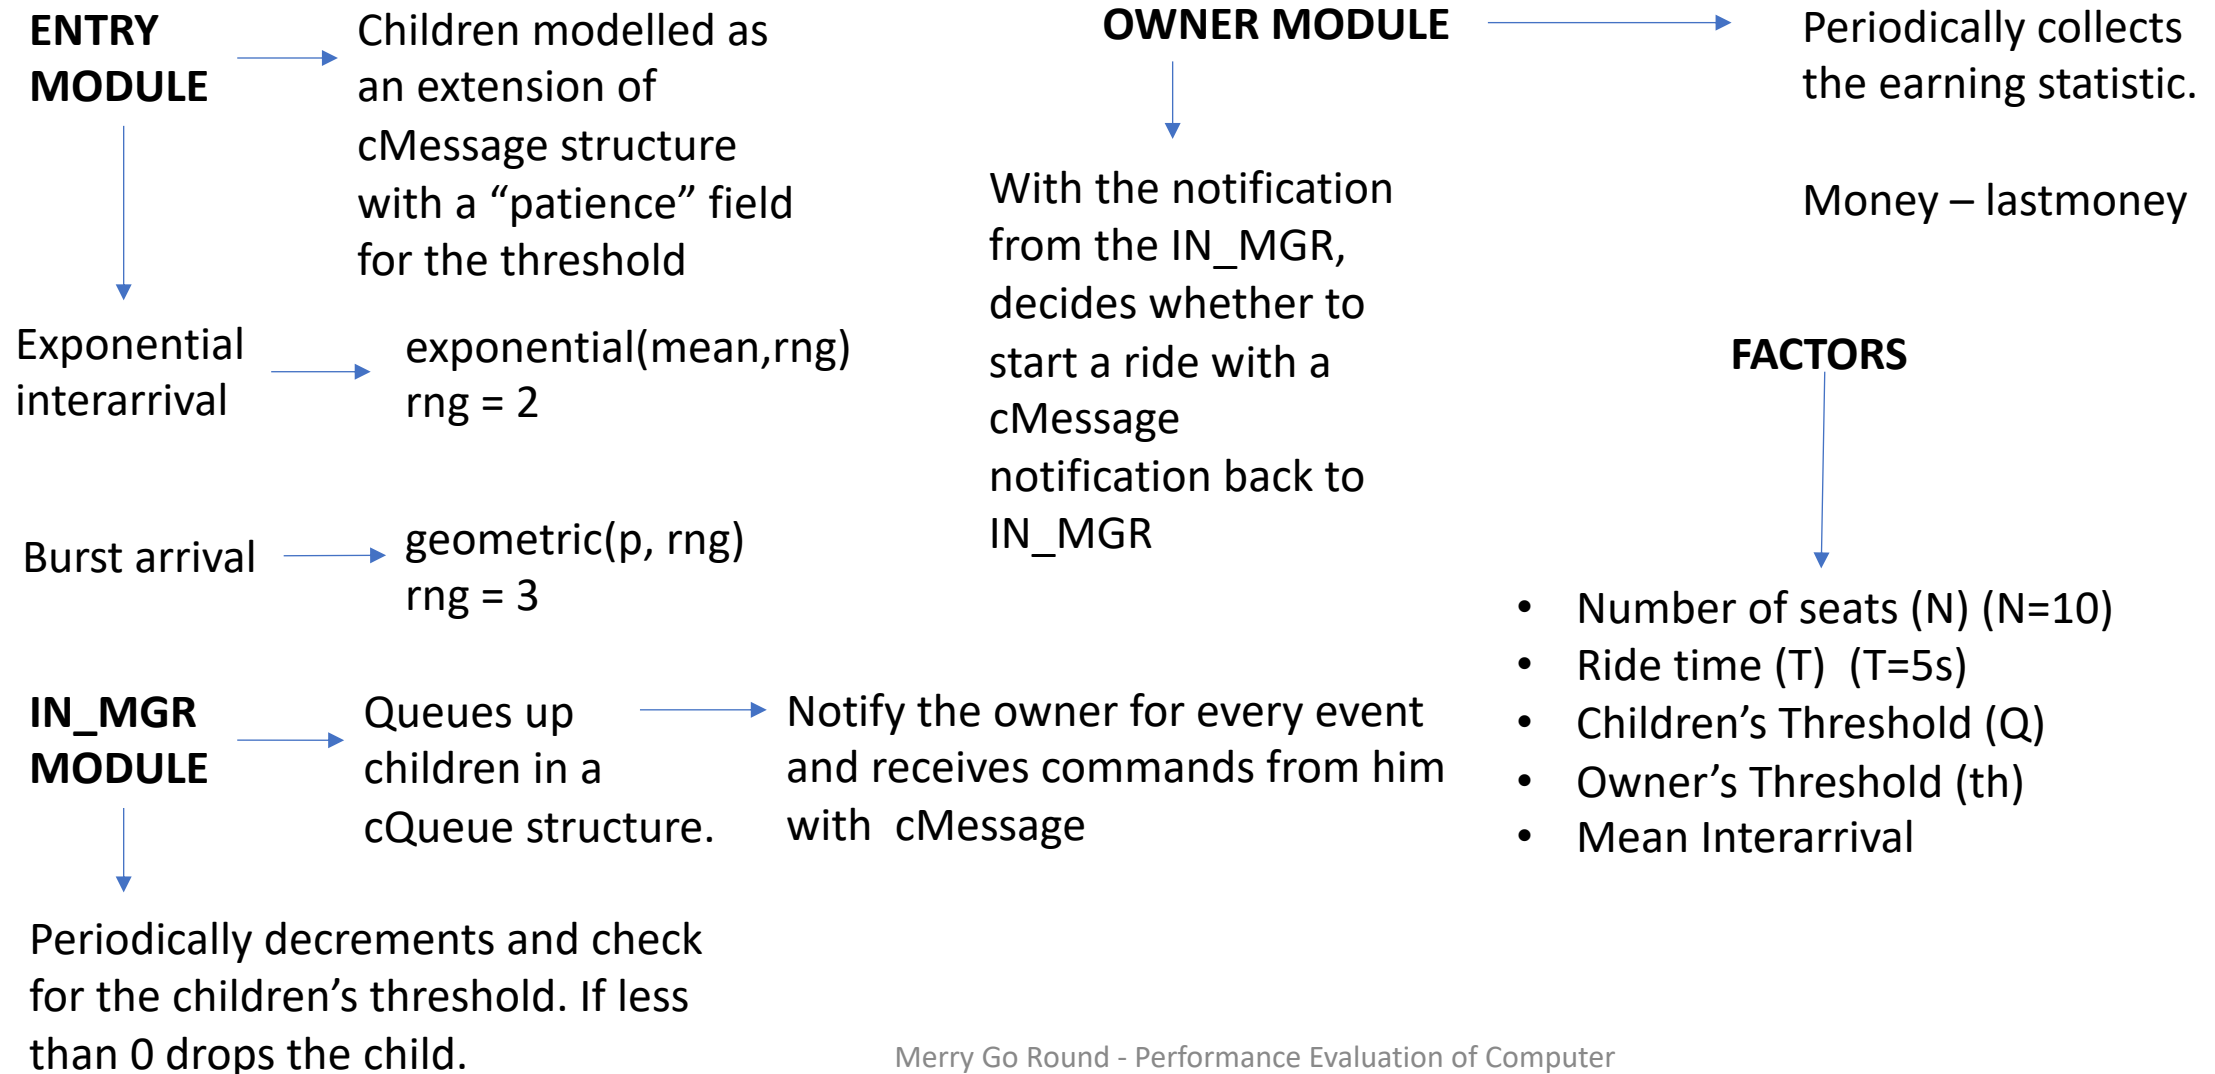 ENTRY
MODULE
Children modelled as
an extension of
cMessage structure
with a “patience” field
for the threshold
Exponential
interarrival
exponential(mean,rng)
rng = 2
Burst arrival
geometric(p, rng)
rng = 3
IN_MGR
MODULE
Queues up
children in a
cQueue structure.
Notify the owner for every event
and receives commands from him
with  cMessage
Periodically decrements and check
for the children’s threshold. If less
than 0 drops the child.
OWNER MODULE
With the notification
from the IN_MGR,
decides whether to
start a ride with a
cMessage
notification back to
IN_MGR
Periodically collects
the earning statistic.
Money – lastmoney
FACTORS
• Number of seats (N) (N=10)
• Ride time (T)  (T=5s)
• Children’s Threshold (Q)
• Owner’s Threshold (th)
• Mean Interarrival
Merry Go Round - Performance Evaluation of Computer